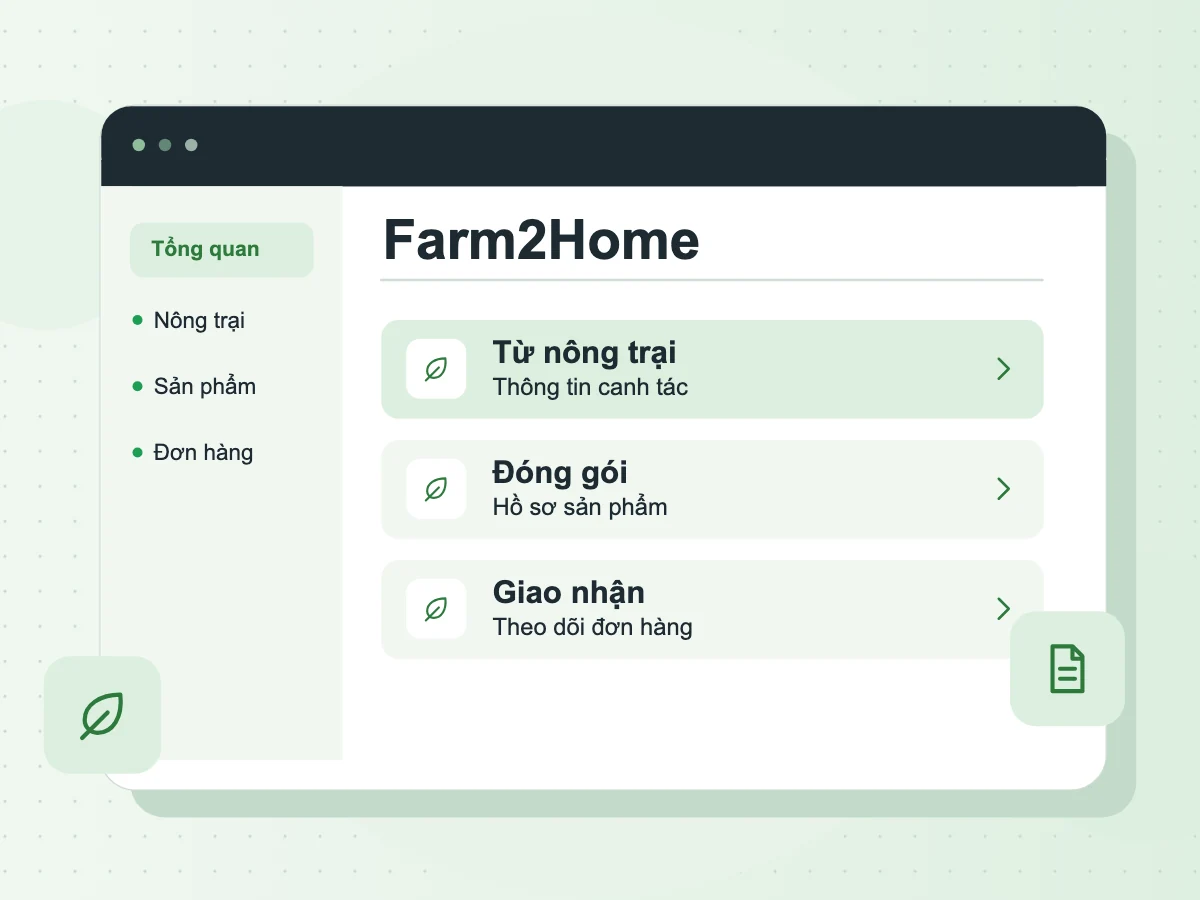 Tổng quan
Nông trại
Sản phẩm
Đơn hàng
Farm2Home
Từ nông trại
Thông tin canh tác
Đóng gói
Hồ sơ sản phẩm
Giao nhận
Theo dõi đơn hàng